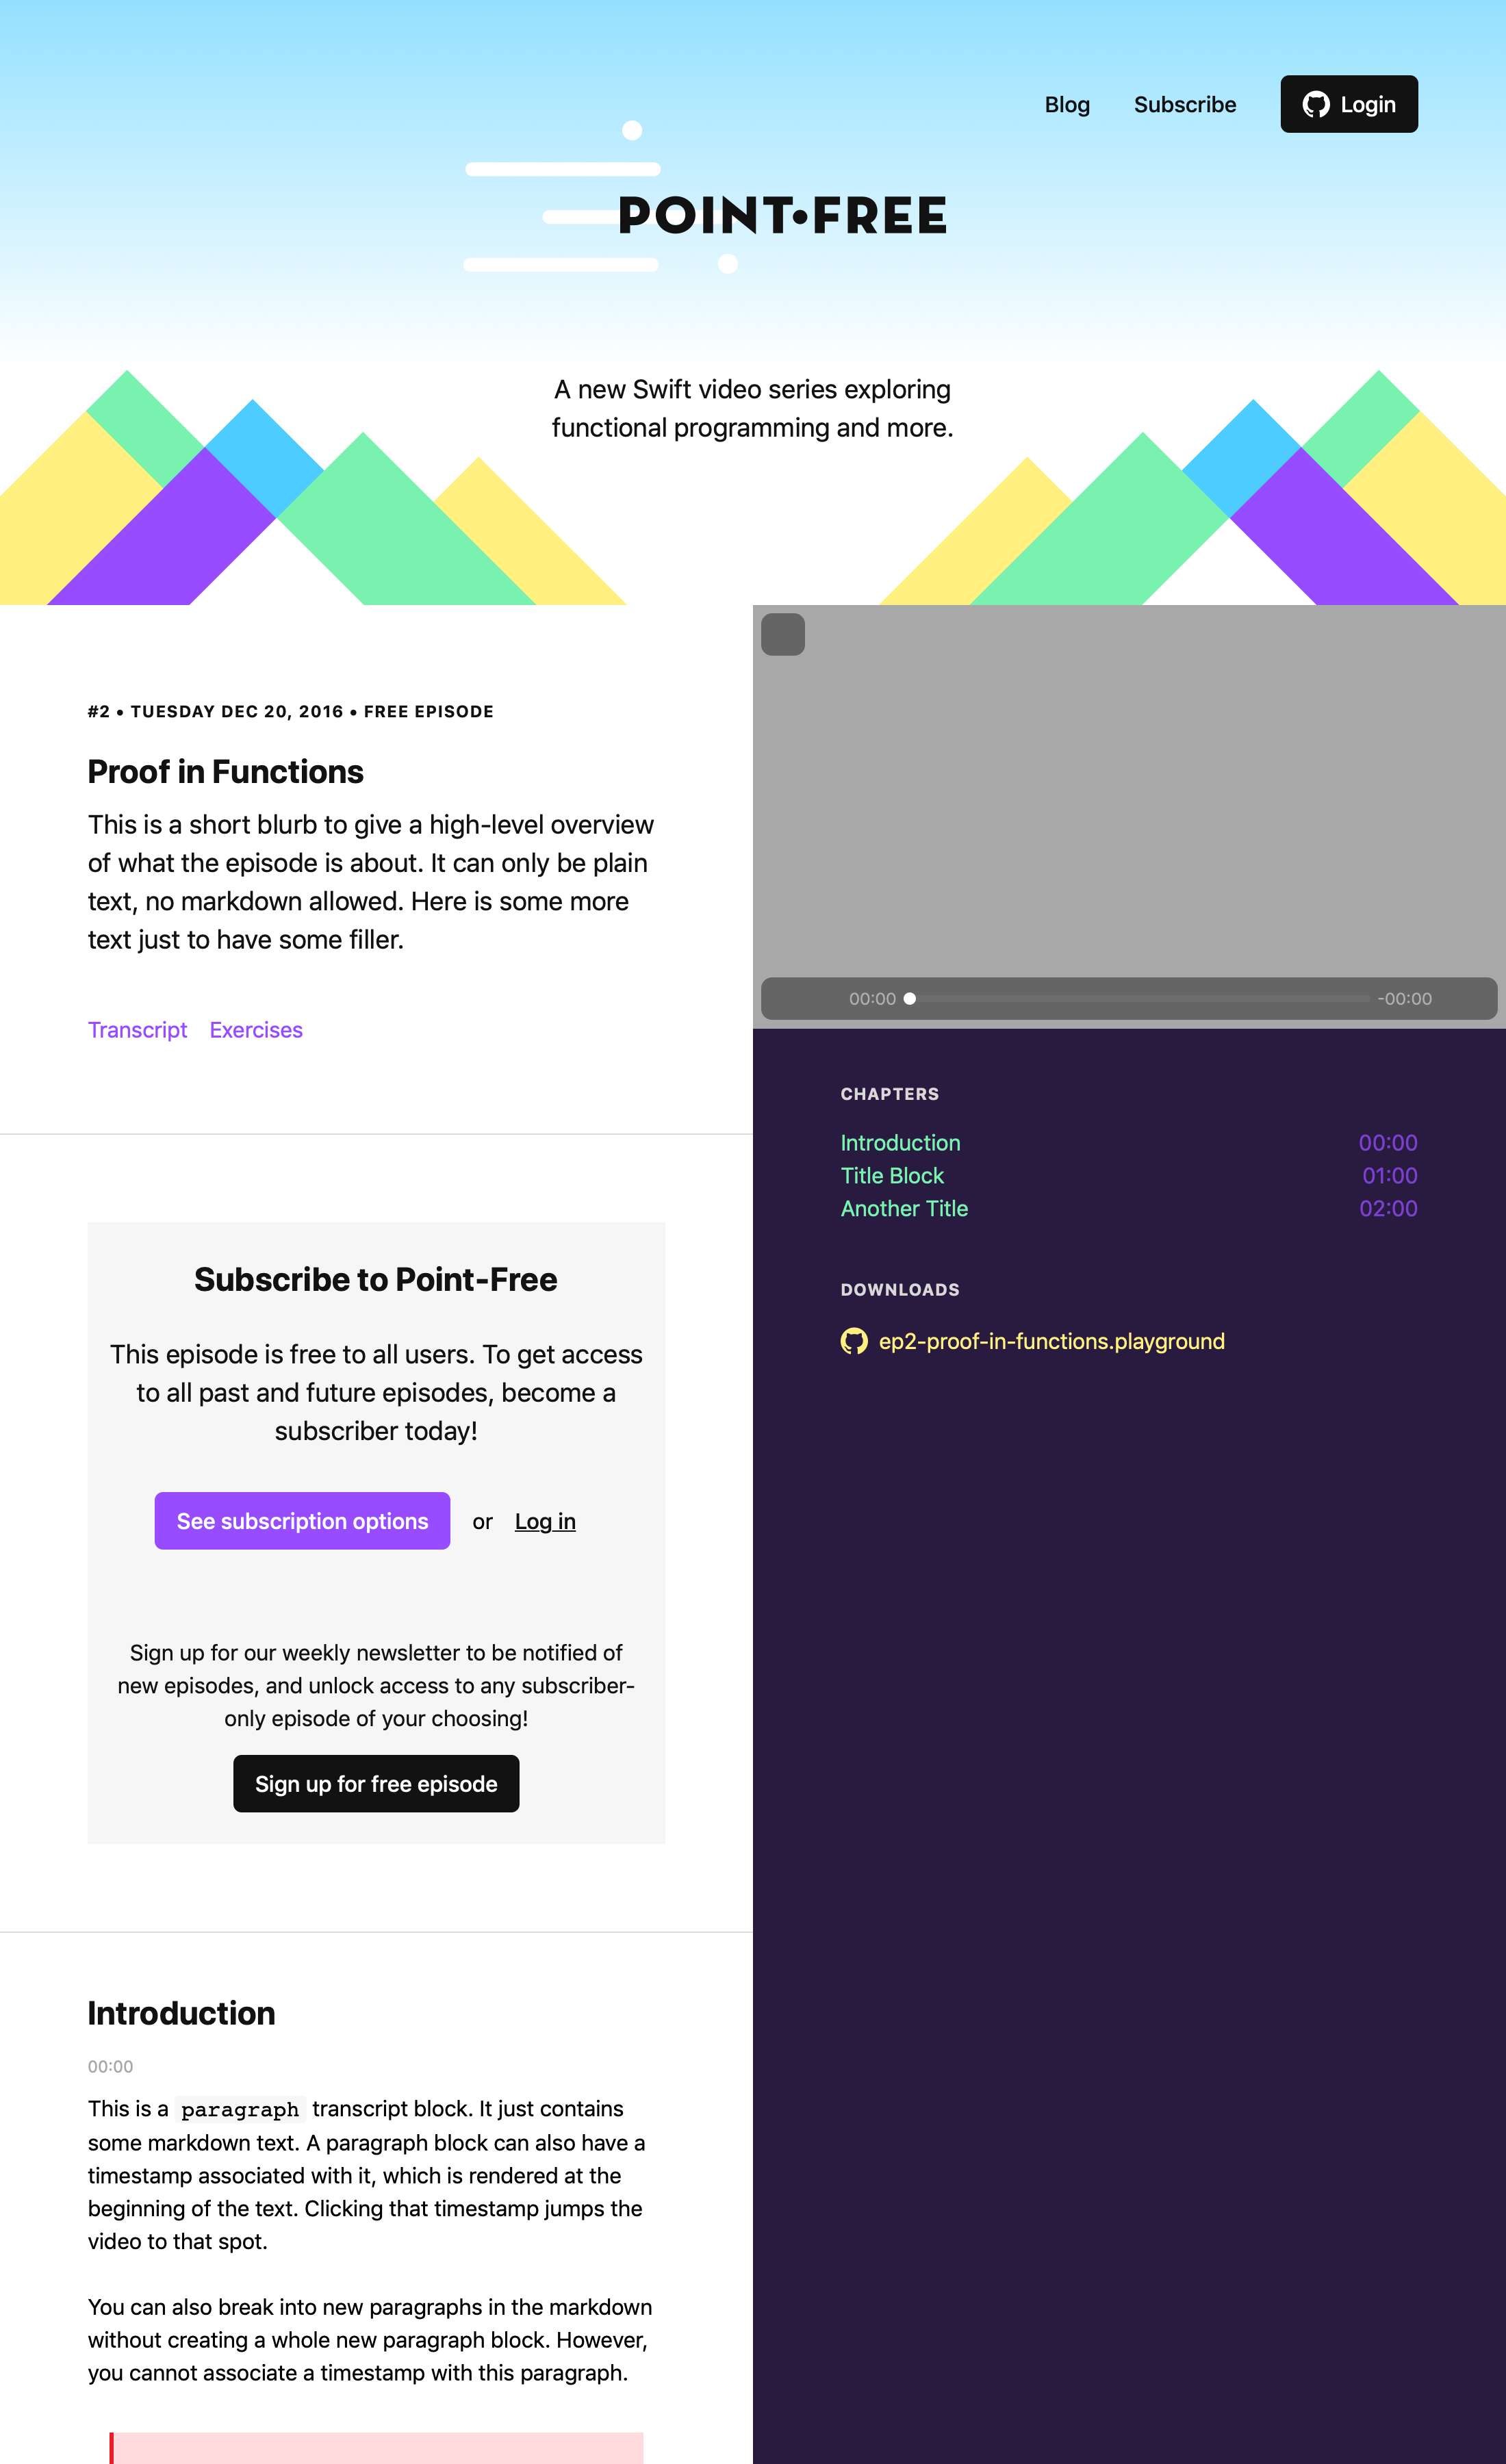 Blog
Subscribe
Login
POINT•FREE
A new Swift video series exploring
functional programming and more.
#2 • TUESDAY DEC 20, 2016 • FREE EPISODE
Proof in Functions
This is a short blurb to give a high-level overview
of what the episode is about. It can only be plain
text, no markdown allowed. Here is some more
text just to have some filler.
Transcript
Exercises
Subscribe to Point-Free
This episode is free to all users. To get access
to all past and future episodes, become a
subscriber today!
See subscription options or Log in
Sign up for our weekly newsletter to be notified of
new episodes, and unlock access to any subscriber-
only episode of your choosing!
Sign up for free episode
Introduction
00:00
This is a paragraph transcript block. It just contains
some markdown text. A paragraph block can also have a
timestamp associated with it, which is rendered at the
beginning of the text. Clicking that timestamp jumps the
video to that spot.
You can also break into new paragraphs in the markdown
without creating a whole new paragraph block. However,
you cannot associate a timestamp with this paragraph.
00:00 -00:00
CHAPTERS
Introduction 00:00
Title Block 01:00
Another Title 02:00
DOWNLOADS
ep2-proof-in-functions.playground